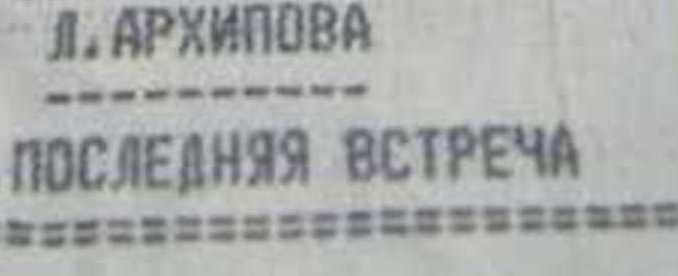 Л. АРХИПОВА
----------
ПОСЛЕДНЯЯ ВСТРЕЧА
====================